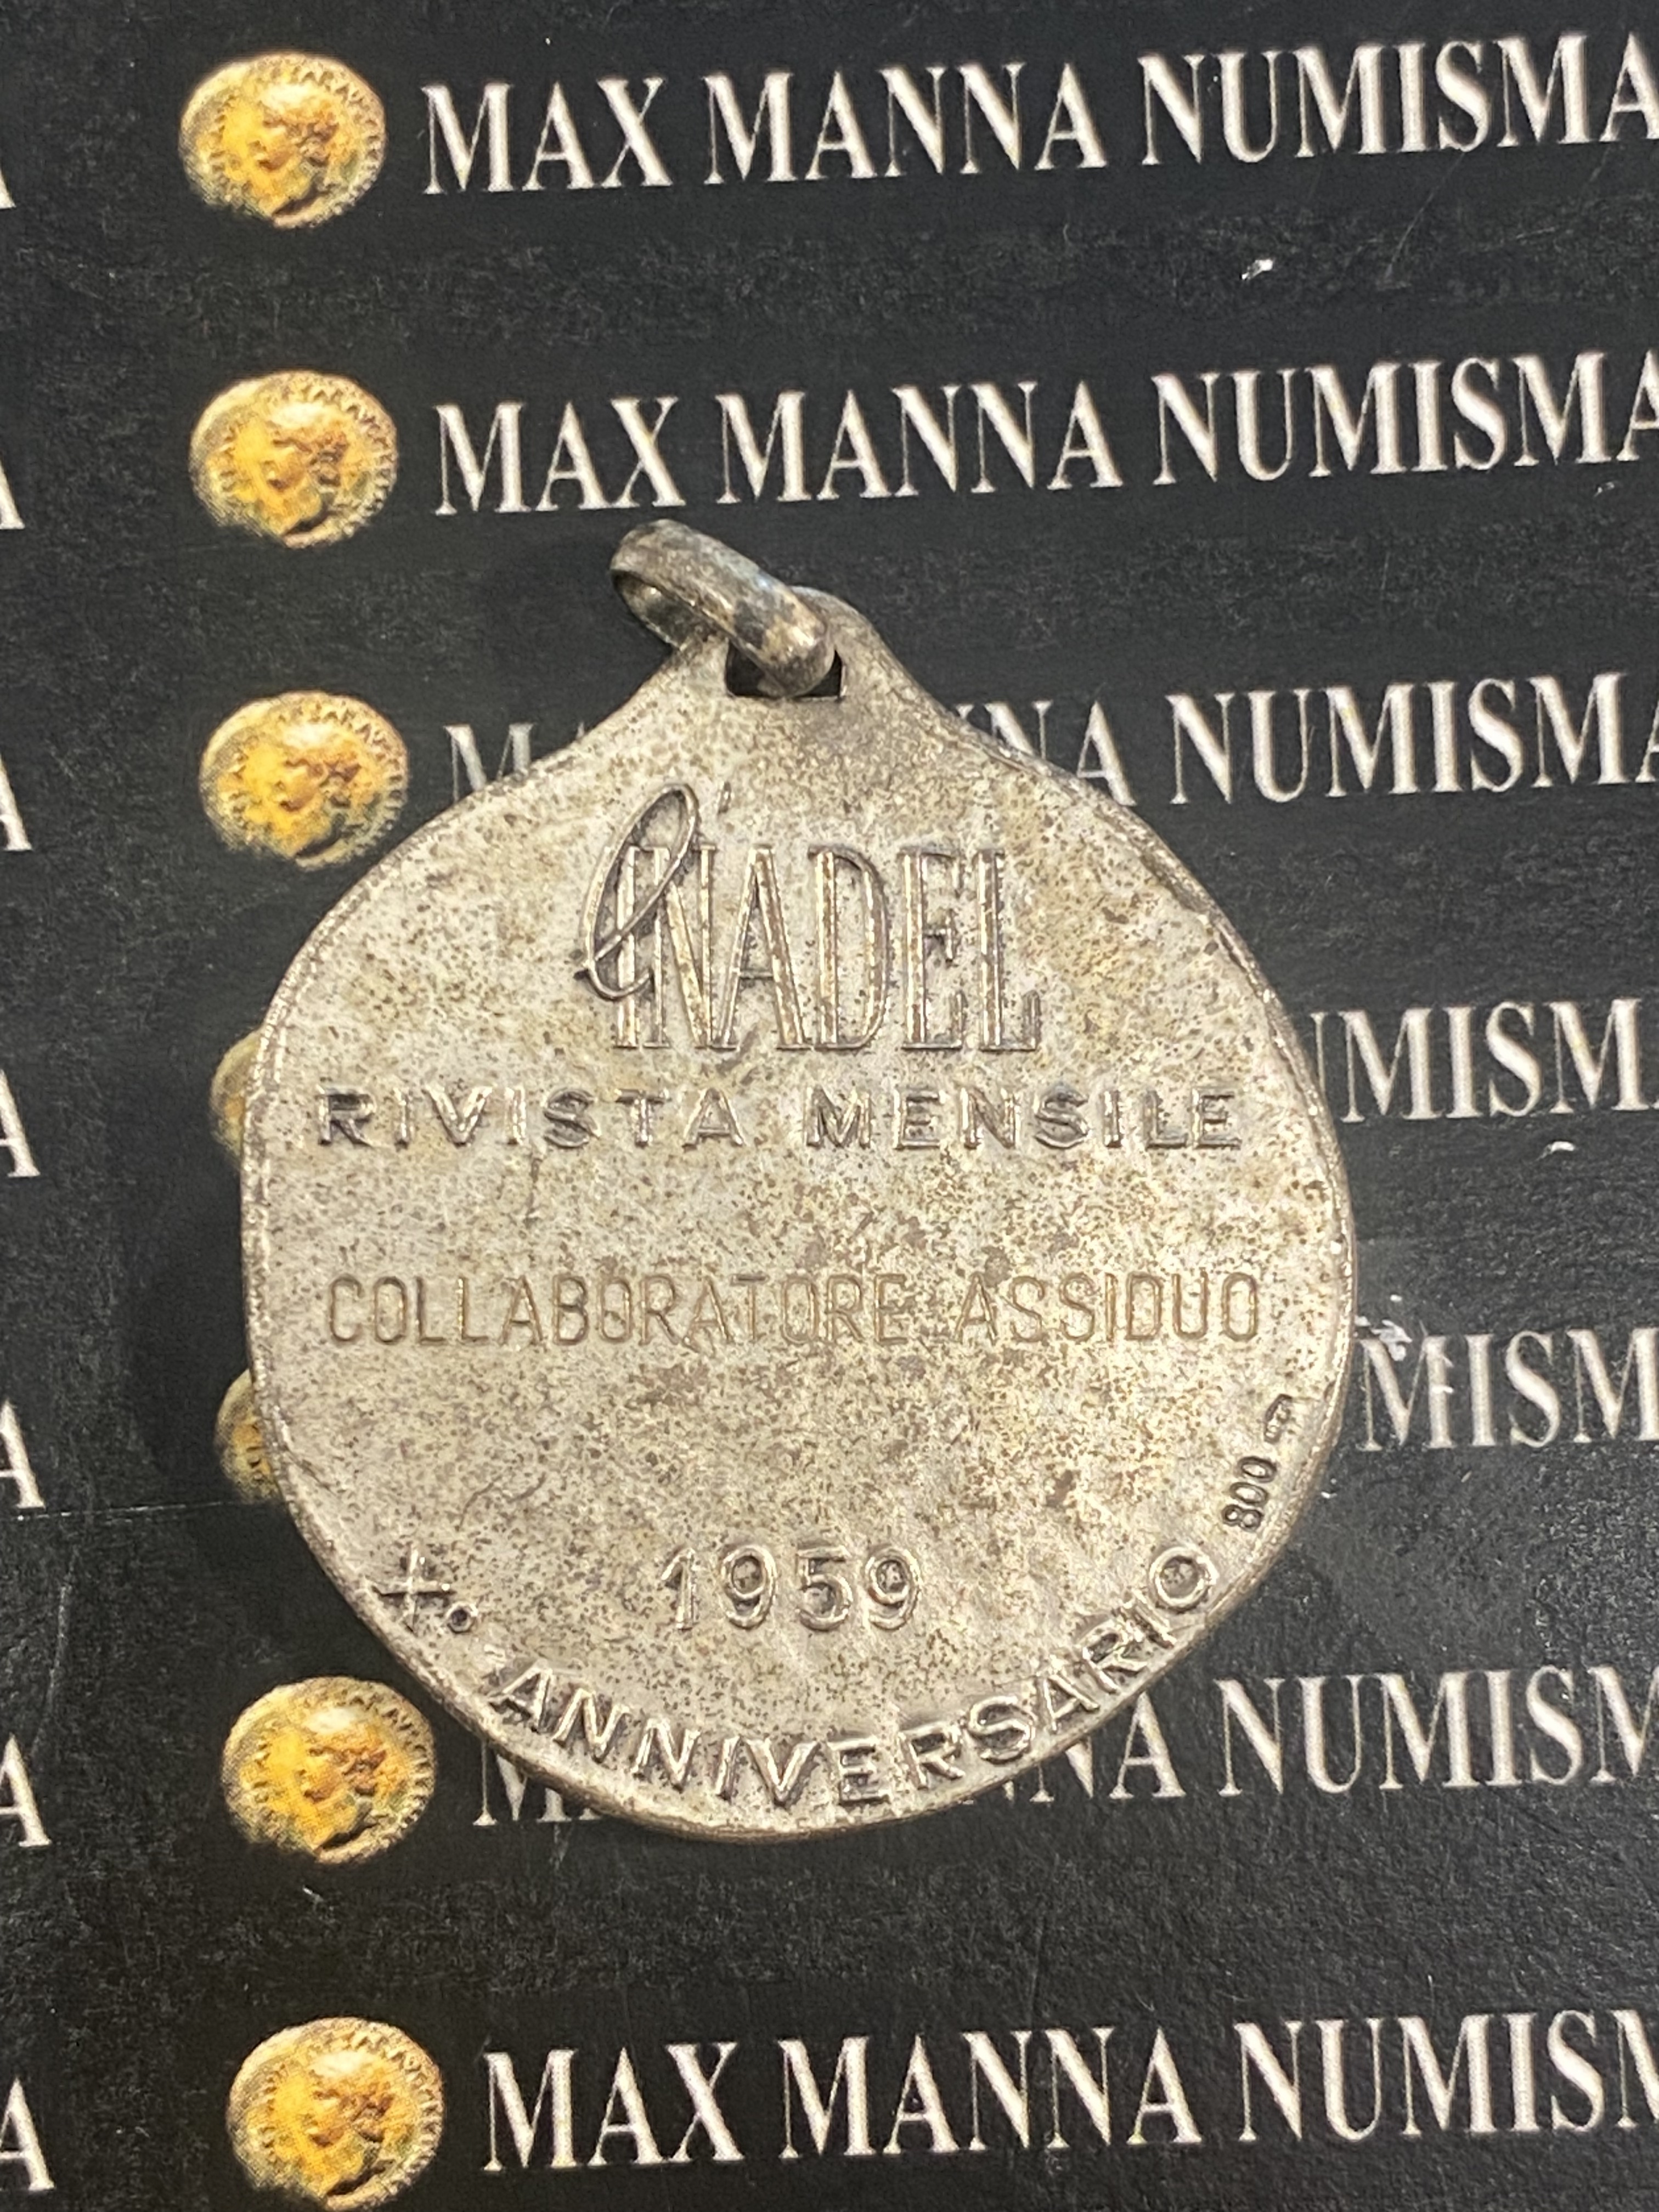 MAX MANNA NUMISMA
MAX MANNA NUMISMA
NUMISMA
l'INADEL
RIVISTA MENSILE
COLLABORATORE ASSIDUO
800
1959
X. ANNIVERSARIO
NUMISM
MAX MANNA NUMISM